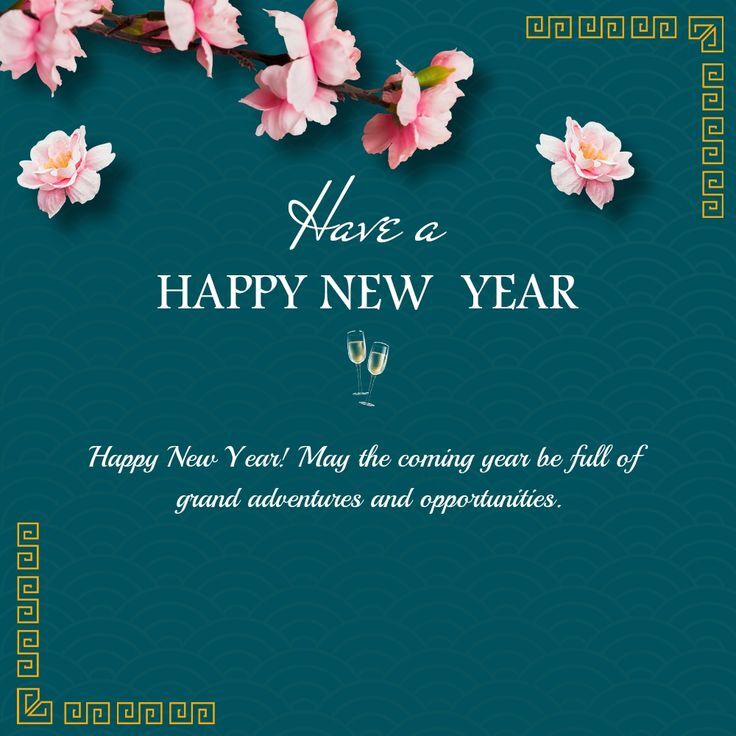 Have a
HAPPY NEW YEAR
Happy New Year! May the coming year be full of
grand adventures and opportunities.